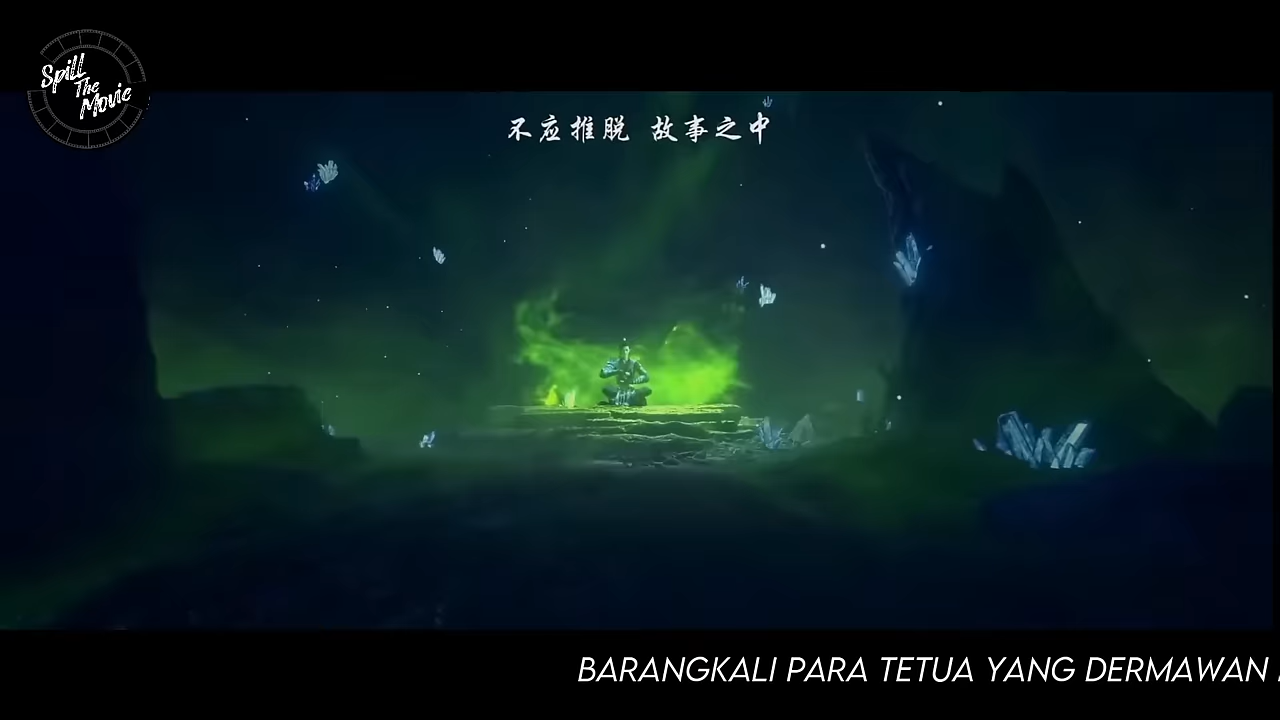 Spill
The
Movie
不应推脱 故事之中
BARANGKALI PARA TETUA YANG DERMAWAN